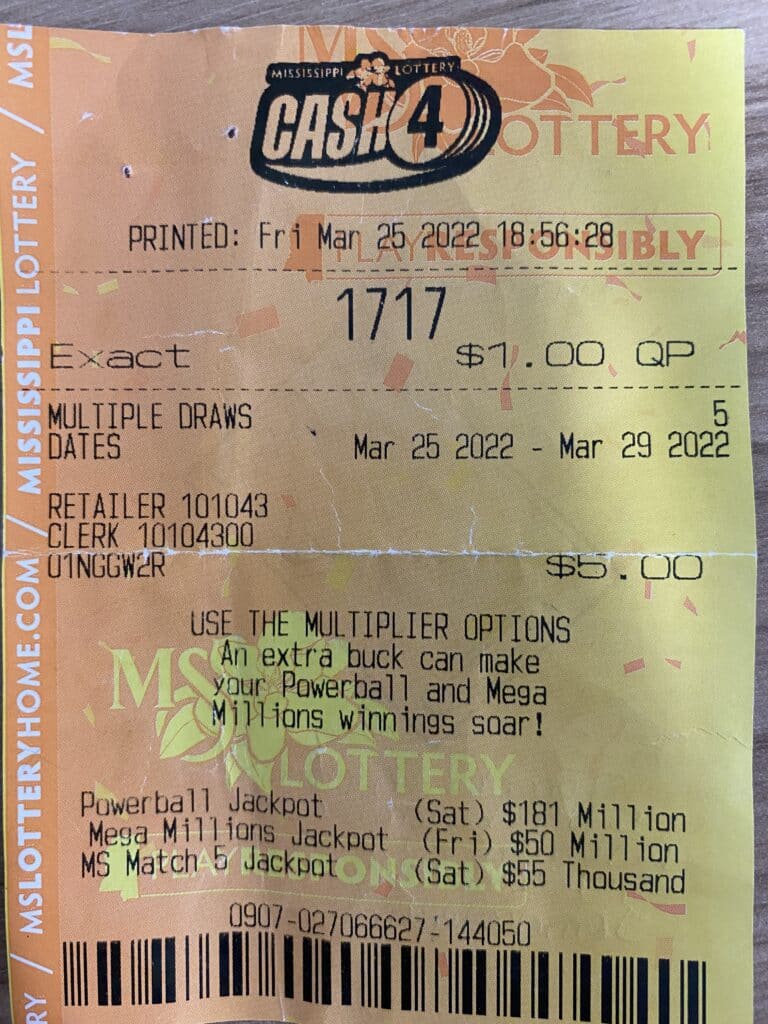 MISSISSIPPI LOTTERY
CASH 4
MS
LOTTERY
PRINTED: Fri Mar 25 2022 18:56:28
PLAY RESPONSIBLY
1717
Exact $1.00 QP
MULTIPLE DRAWS 5
DATES Mar 25 2022 - Mar 29 2022
RETAILER 101043
CLERK 10104300
01NGGW2R $5.00
USE THE MULTIPLIER OPTIONS
An extra buck can make
your Powerball and Mega
Millions winnings soar!
MS
LOTTERY
Powerball Jackpot (Sat) $181 Million
Mega Millions Jackpot (Fri) $50 Million
MS Match 5 Jackpot (Sat) $55 Thousand
PLAY RESPONSIBLY
0907-027066627-144050
RY / MSLOTTERYHOME.COM / MISSISSIPPI LOTTERY / MSL